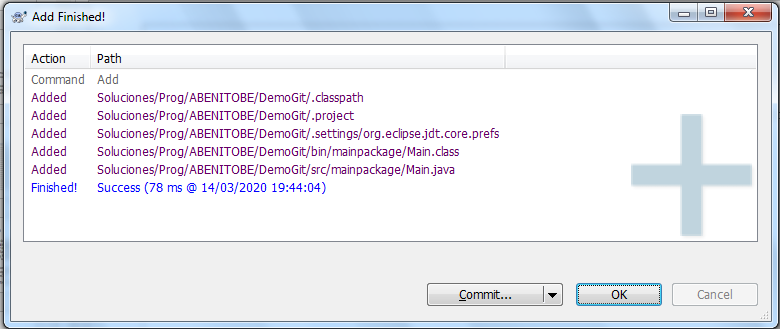 Add Finished!
Action Path
Command Add
Added Soluciones/Prog/ABENITOBE/DemoGit/.classpath
Added Soluciones/Prog/ABENITOBE/DemoGit/.project
Added Soluciones/Prog/ABENITOBE/DemoGit/.settings/org.eclipse.jdt.core.prefs
Added Soluciones/Prog/ABENITOBE/DemoGit/bin/mainpackage/Main.class
Added Soluciones/Prog/ABENITOBE/DemoGit/src/mainpackage/Main.java
Finished! Success (78 ms @ 14/03/2020 19:44:04)
Commit... OK Cancel